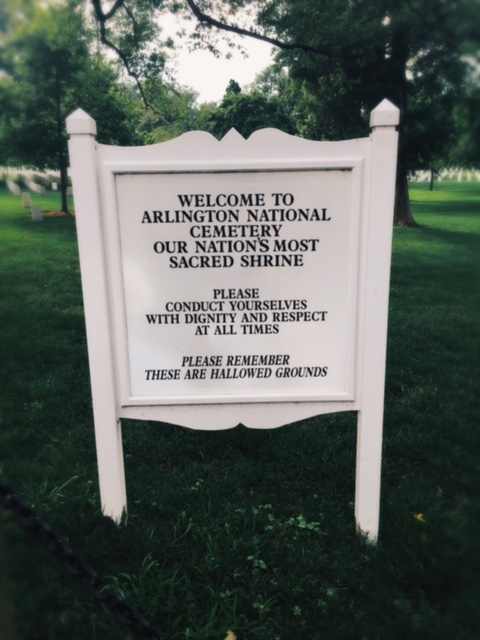 WELCOME TO
ARLINGTON NATIONAL
CEMETERY
OUR NATION'S MOST
SACRED SHRINE
PLEASE
CONDUCT YOURSELVES
WITH DIGNITY AND RESPECT
AT ALL TIMES
PLEASE REMEMBER
THESE ARE HALLOWED GROUNDS